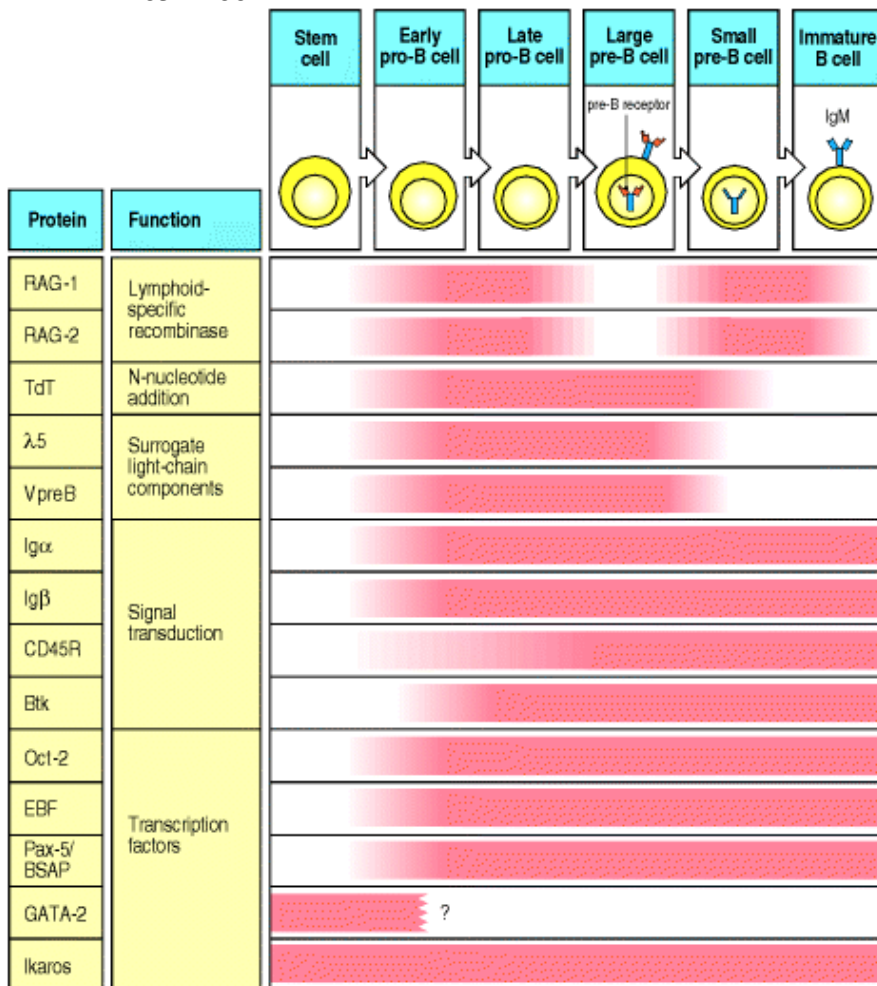 Stem
cell
Early
pro-B cell
Late
pro-B cell
Large
pre-B cell
Small
pre-B cell
Immature
B cell
pre-B receptor
IgM
Protein
Function
RAG-1
Lymphoid-
specific
recombinase
RAG-2
TdT
N-nucleotide
addition
λ5
Surrogate
light-chain
components
VpreB
Igα
Signal
transduction
Igβ
CD45R
Btk
Oct-2
Transcription
factors
EBF
Pax-5/
BSAP
GATA-2
?
Ikaros